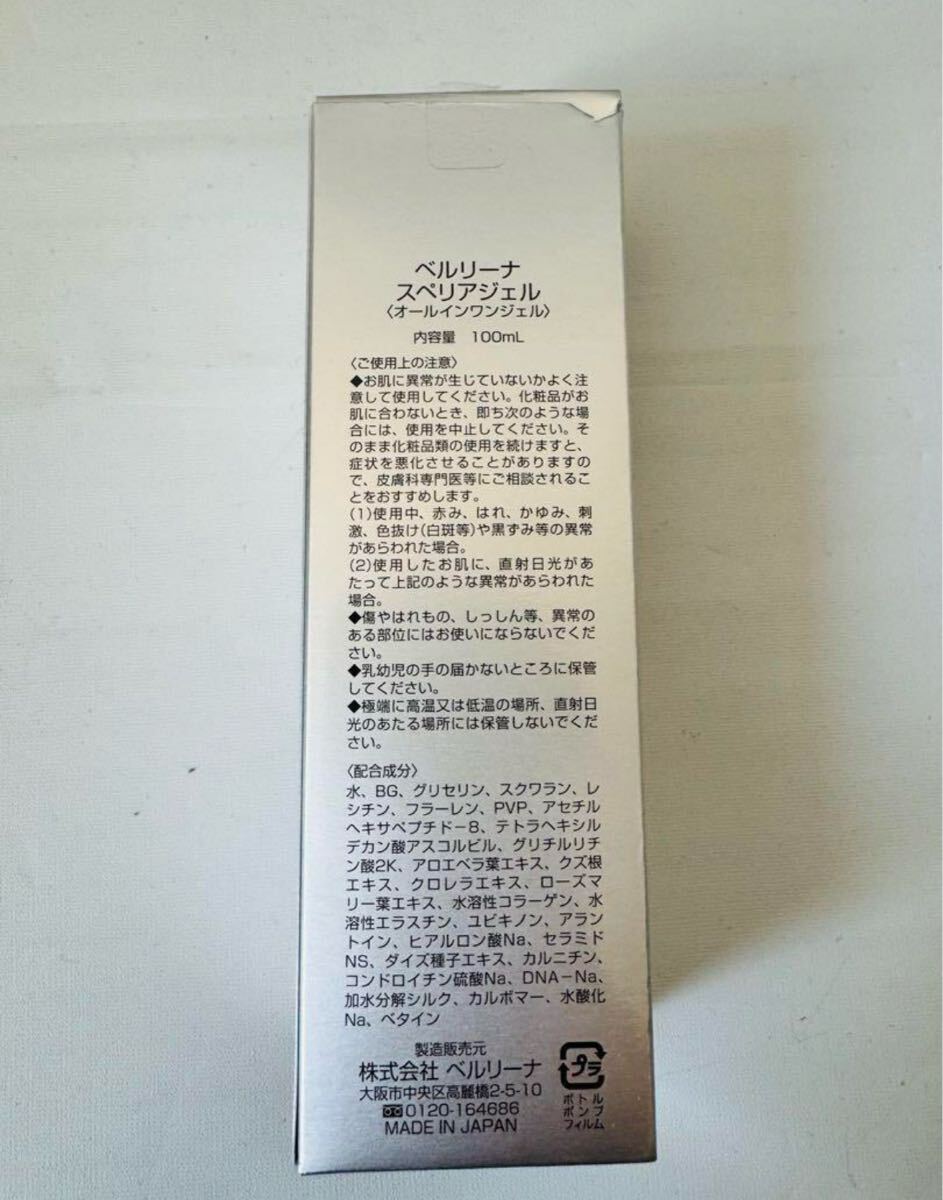 ベルリーナ
スペリアジェル
〈オールインワンジェル〉
内容量 100mL
〈ご使用上の注意〉
◆お肌に異常が生じていないかよく注
意して使用してください。化粧品がお
肌に合わないとき、即ち次のような場
合には、使用を中止してください。そ
のまま化粧品類の使用を続けますと、
症状を悪化させることがありますの
で、皮膚科専門医等にご相談されるこ
とをおすすめします。
(1)使用中、赤み、はれ、かゆみ、刺
激、色抜け(白斑等)や黒ずみ等の異常
があらわれた場合。
(2)使用したお肌に、直射日光があ
たって上記のような異常があらわれた
場合。
◆傷やはれもの、しっしん等、異常の
ある部位にはお使いにならないでくだ
さい。
◆乳幼児の手の届かないところに保管
してください。
◆極端に高温又は低温の場所、直射日
光のあたる場所には保管しないでくだ
さい。
〈配合成分〉
水、BG、グリセリン、スクワラン、レ
シチン、フラーレン、PVP、アセチル
ヘキサペプチド－8、テトラヘキシル
デカン酸アスコルビル、グリチルリチ
ン酸2K、アロエベラ葉エキス、クズ根
エキス、クロレラエキス、ローズマ
リー葉エキス、水溶性コラーゲン、水
溶性エラスチン、ユビキノン、アラン
トイン、ヒアルロン酸Na、セラミド
NS、ダイズ種子エキス、カルニチン、
コンドロイチン硫酸Na、DNA－Na、
加水分解シルク、カルボマー、水酸化
Na、ベタイン
製造販売元
株式会社 ベルリーナ
大阪市中央区高麗橋2-5-10
0120-164686
MADE IN JAPAN
プラ
ボトル
ポンプ
フィルム